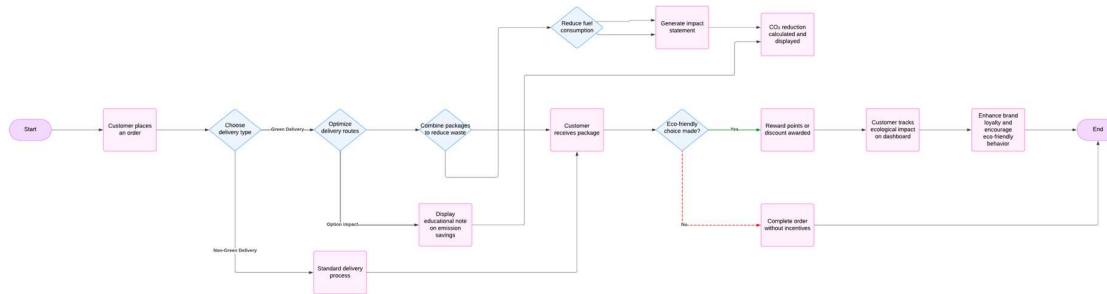 Reduce fuel
consumption
Generate impact
statement
CO₂ reduction
calculated and
displayed
Start
Customer places
an order
Choose
delivery type
Green Delivery
Optimize
delivery routes
Combine packages
to reduce waste
Customer
receives package
Eco-friendly
choice made?
Yes
Reward points or
discount awarded
Customer tracks
ecological impact
on dashboard
Enhance brand
loyalty and
encourage
eco-friendly
behavior
End
Option Impact
Display
educational note
on emission
savings
No
Complete order
without incentives
Non-Green Delivery
Standard delivery
process